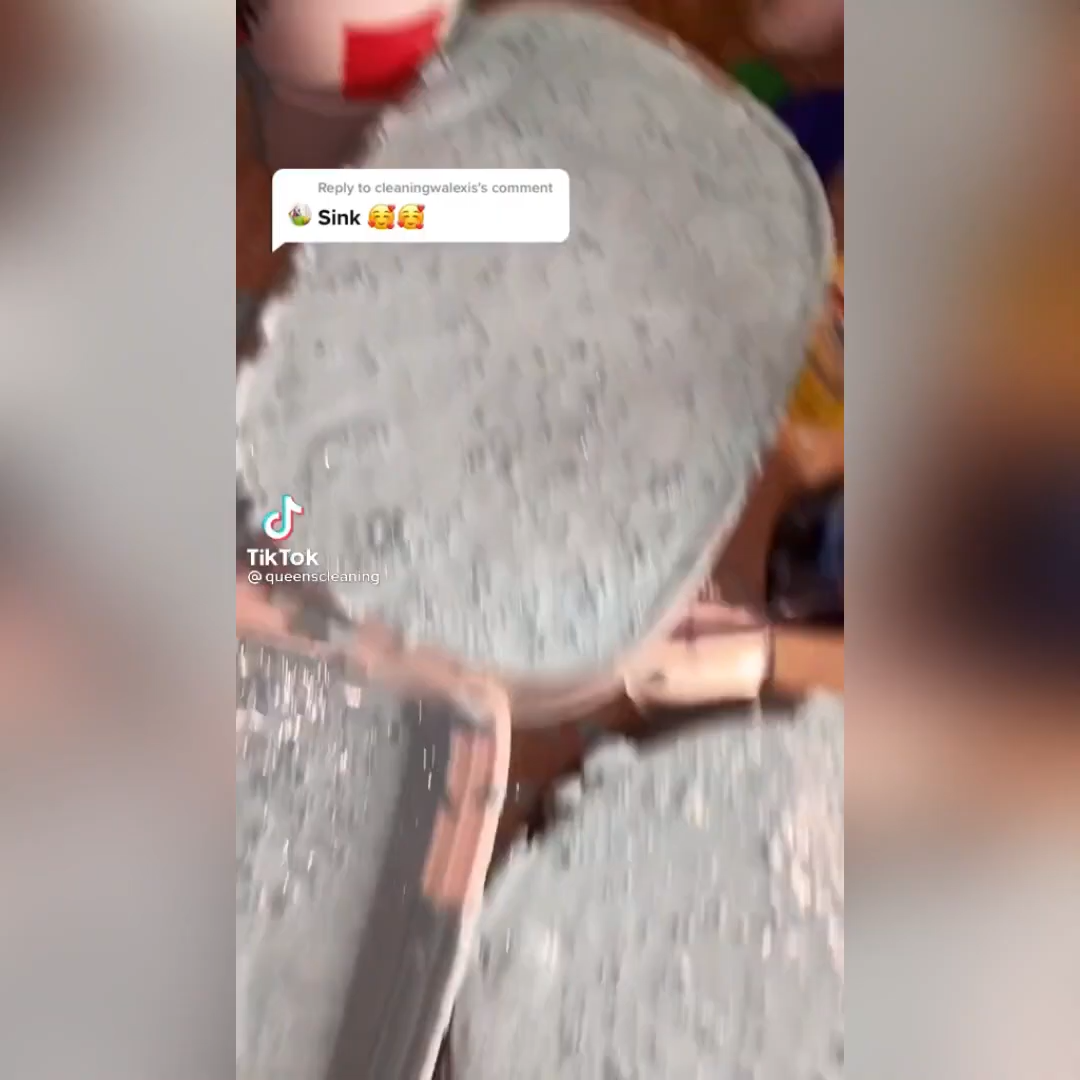 Reply to cleaningwalexis's comment
Sink 🥰🥰
TikTok
@queenscleaning